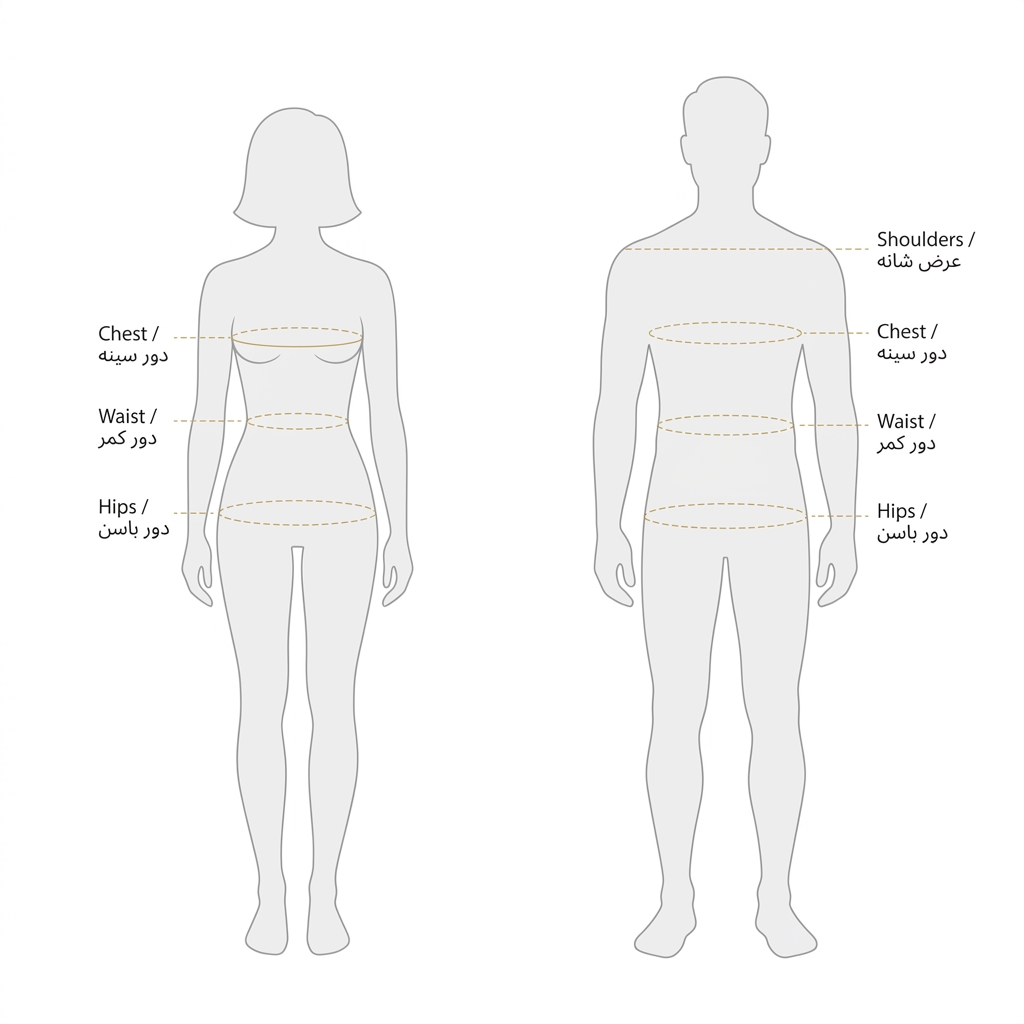 Chest /
دور سینه
Waist /
دور کمر
Hips /
دور باسن
Shoulders /
عرض شانه
Chest /
دور سینه
Waist /
دور کمر
Hips /
دور باسن